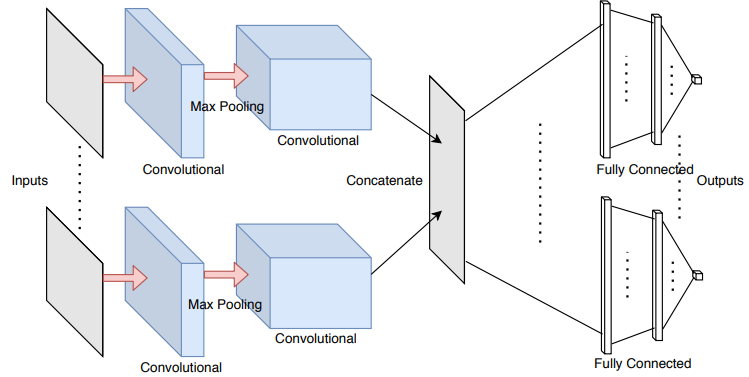 Max Pooling
Convolutional
Convolutional
Fully Connected
Inputs
Concatenate
Outputs
Max Pooling
Convolutional
Convolutional
Fully Connected